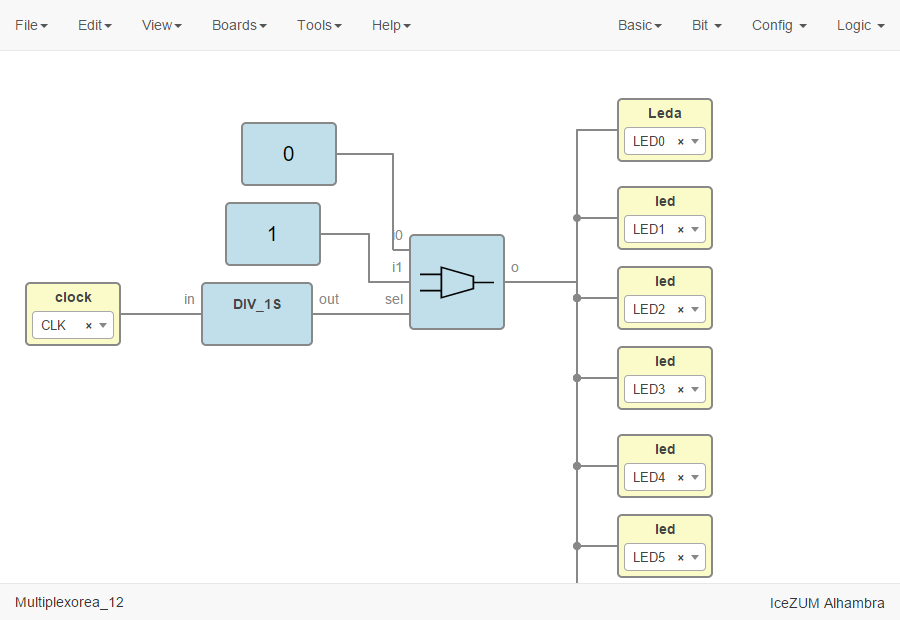 File Edit View Boards Tools Help Basic Bit Config Logic
Leda
LED0 ×
0
led
LED1 ×
1
i0
i1
o
led
LED2 ×
clock
CLK ×
in
DIV_1S
out
sel
led
LED3 ×
led
LED4 ×
led
LED5 ×
Multiplexorea_12
IceZUM Alhambra